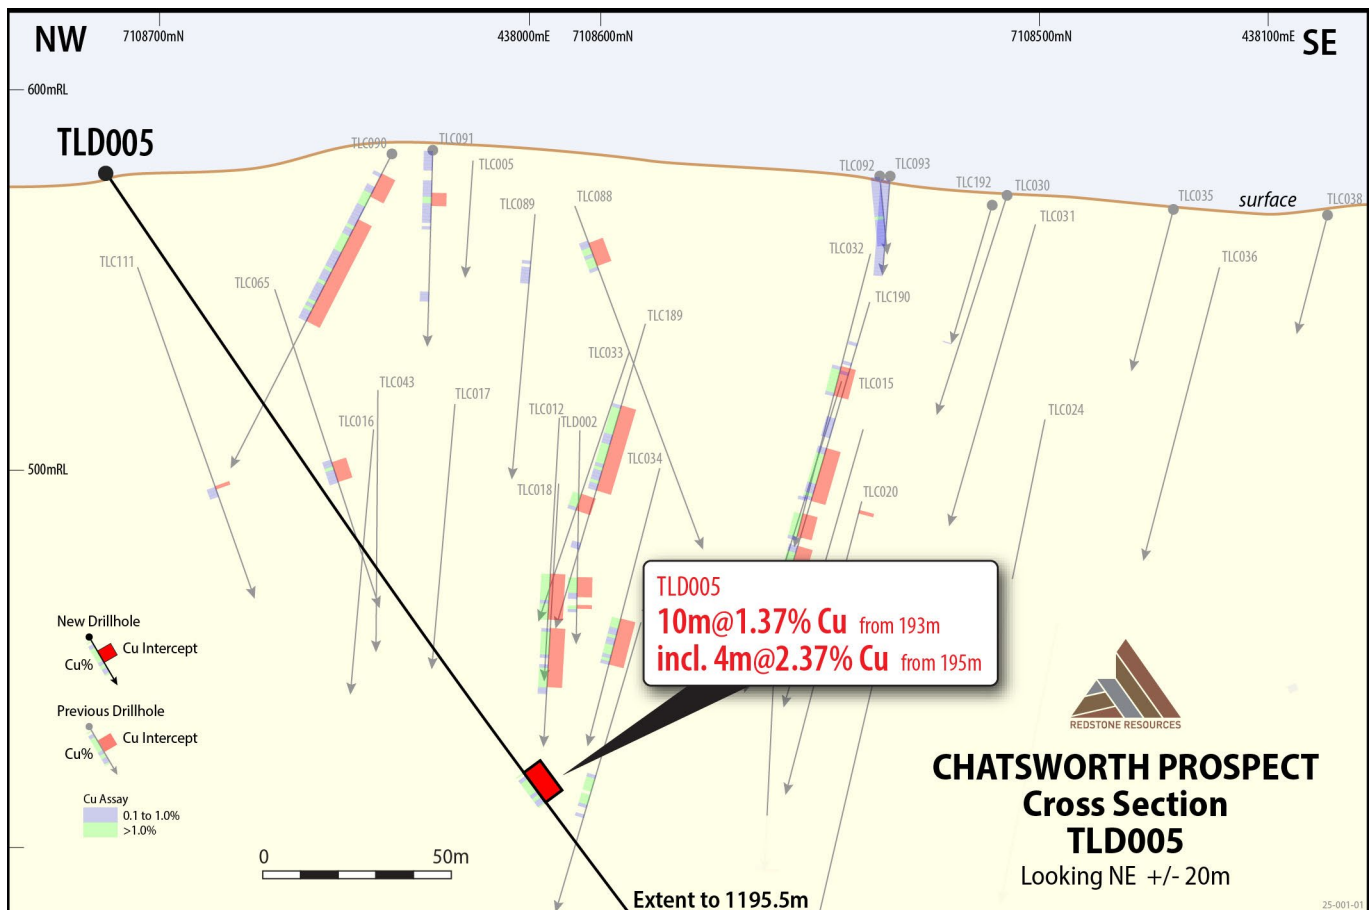 NW
7108700mN
438000mE
7108600mN
7108500mN
438100mE
SE
600mRL
TLD005
TLC090
TLC091
TLC005
TLC089
TLC088
TLC092
TLC093
TLC192
TLC030
TLC031
TLC035
surface
TLC038
TLC111
TLC065
TLC032
TLC036
TLC190
TLC189
TLC033
TLC043
TLC017
TLC015
TLC016
TLC012
TLD002
TLC024
500mRL
TLC034
TLC018
TLC020
TLD005
10m@1.37% Cu from 193m
incl. 4m@2.37% Cu from 195m
New Drillhole
Cu%
Cu Intercept
Previous Drillhole
Cu%
Cu Intercept
Cu Assay
0.1 to 1.0%
>1.0%
0
50m
Extent to 1195.5m
REDSTONE RESOURCES
CHATSWORTH PROSPECT
Cross Section
TLD005
Looking NE +/- 20m
25-001-01